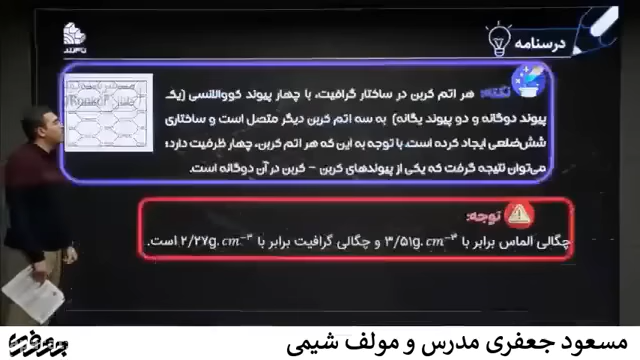 درسنامه
نکته: هر اتم کربن در ساختار گرافیت، با چهار پیوند کووالانسی (یک
پیوند دوگانه و دو پیوند یگانه) به سه اتم کربن دیگر متصل است و ساختاری
شش‌ضلعی ایجاد کرده است. با توجه به این که هر اتم کربن، چهار ظرفیت دارد؛
می‌توان نتیجه گرفت که یکی از پیوندهای کربن – کربن در آن دوگانه است.
توجه:
چگالی الماس برابر با ۳/۵۱g.cm⁻³ و چگالی گرافیت برابر با ۲/۲۷g.cm⁻³ است.
مسعود جعفری مدرس و مولف شیمی